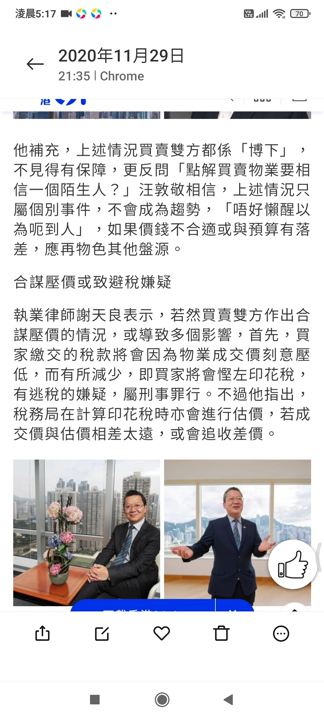 淩晨5:17
70
2020年11月29日
21:35 | Chrome
港
他補充，上述情況買賣雙方都係「博下」，
不見得有保障，更反問「點解買賣物業要相
信一個陌生人？」汪敦敬相信，上述情況只
屬個別事件，不會成為趨勢，「唔好懶醒以
為呃到人」，如果價錢不合適或與預算有落
差，應再物色其他盤源。
合謀壓價或致避稅嫌疑
執業律師謝天良表示，若然買賣雙方作出合
謀壓價的情況，或導致多個影響，首先，買
家繳交的稅款將會因為物業成交價刻意壓
低，而有所減少，即買家將會慳左印花稅，
有逃稅的嫌疑，屬刑事罪行。不過他指出，
稅務局在計算印花稅時亦會進行估價，若成
交價與估價相差太遠，或會追收差價。